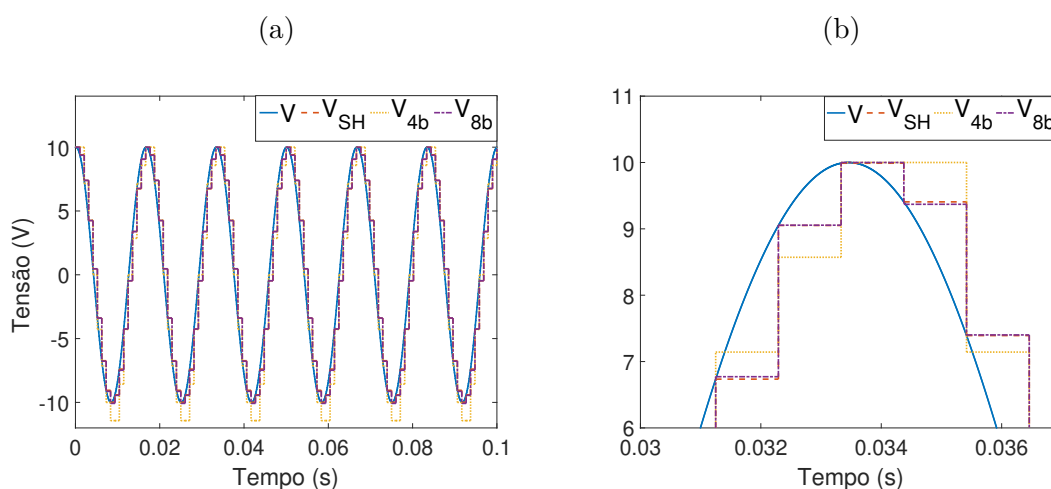 (a)
V V_SH V_4b V_8b
10
5
0
-5
-10
0 0.02 0.04 0.06 0.08 0.1
Tensão (V)
Tempo (s)
(b)
V V_SH V_4b V_8b
11
10
9
8
7
6
0.03 0.032 0.034 0.036
Tempo (s)